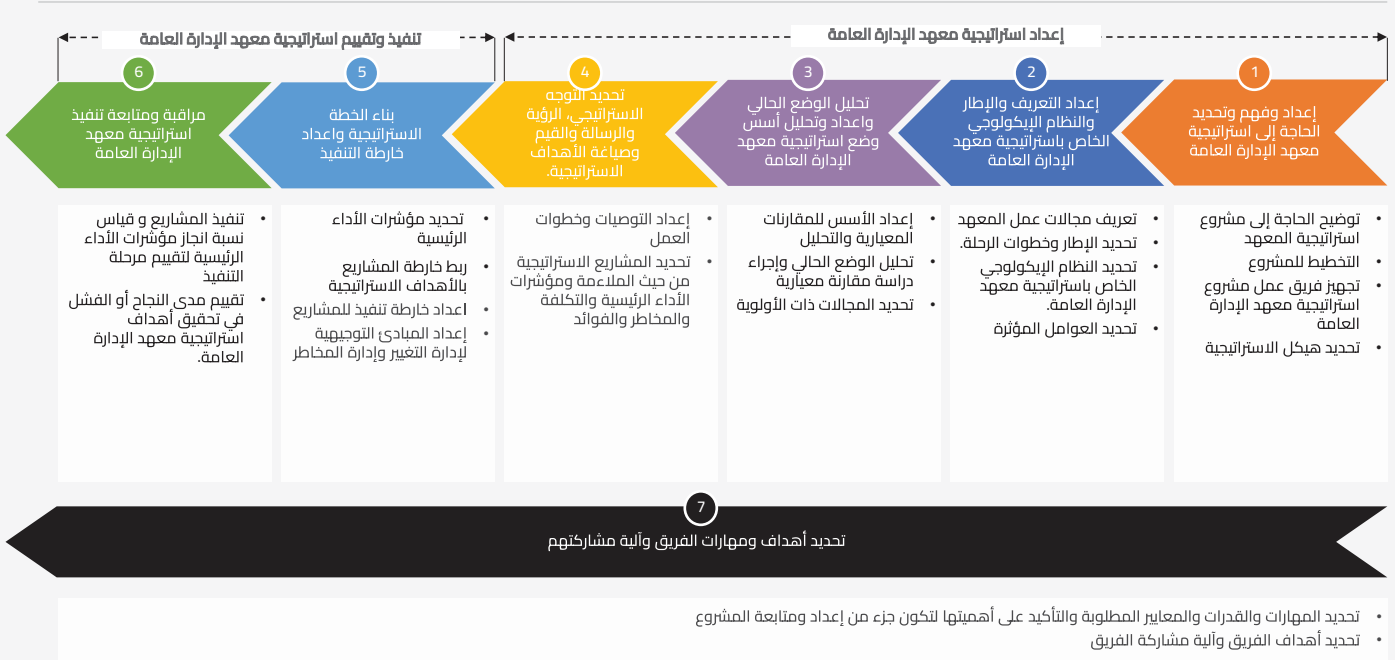 إعداد استراتيجية معهد الإدارة العامة
تنفيذ وتقييم استراتيجية معهد الإدارة العامة
1
إعداد وفهم وتحديد
الحاجة إلى استراتيجية
معهد الإدارة العامة
• توضيح الحاجة إلى مشروع
استراتيجية المعهد
• التخطيط للمشروع
• تجهيز فريق عمل مشروع
استراتيجية معهد الإدارة
العامة
• تحديد هيكل الاستراتيجية
2
إعداد التعريف والإطار
والنظام الإيكولوجي
الخاص باستراتيجية معهد
الإدارة العامة
• تعريف مجالات عمل المعهد
• تحديد الإطار وخطوات الرحلة.
• تحديد النظام الإيكولوجي
الخاص باستراتيجية معهد
الإدارة العامة.
• تحديد العوامل المؤثرة
3
تحليل الوضع الحالي
واعداد وتحليل أسس
وضع استراتيجية معهد
الإدارة العامة
• إعداد الأسس للمقارنات
المعيارية والتحليل
• تحليل الوضع الحالي وإجراء
دراسة مقارنة معيارية
• تحديد المجالات ذات الأولوية
4
تحديد التوجه
الاستراتيجي، الرؤية
والرسالة والقيم
وصياغة الأهداف
الاستراتيجية.
• إعداد التوصيات وخطوات
العمل
• تحديد المشاريع الاستراتيجية
من حيث الملاءمة ومؤشرات
الأداء الرئيسية والتكلفة
والمخاطر والفوائد
5
بناء الخطة
الاستراتيجية واعداد
خارطة التنفيذ
• تحديد مؤشرات الأداء
الرئيسية
• ربط خارطة المشاريع
بالأهداف الاستراتيجية
• اعداد خارطة تنفيذ للمشاريع
• إعداد المبادئ التوجيهية
لإدارة التغيير وإدارة المخاطر
6
مراقبة ومتابعة تنفيذ
استراتيجية معهد
الإدارة العامة
• تنفيذ المشاريع و قياس
نسبة انجاز مؤشرات الأداء
الرئيسية لتقييم مرحلة
التنفيذ
• تقييم مدى النجاح أو الفشل
في تحقيق أهداف
استراتيجية معهد الإدارة
العامة.
7
تحديد أهداف ومهارات الفريق وآلية مشاركتهم
• تحديد المهارات والقدرات والمعايير المطلوبة والتأكيد على أهميتها لتكون جزء من إعداد ومتابعة المشروع
• تحديد أهداف الفريق وآلية مشاركة الفريق